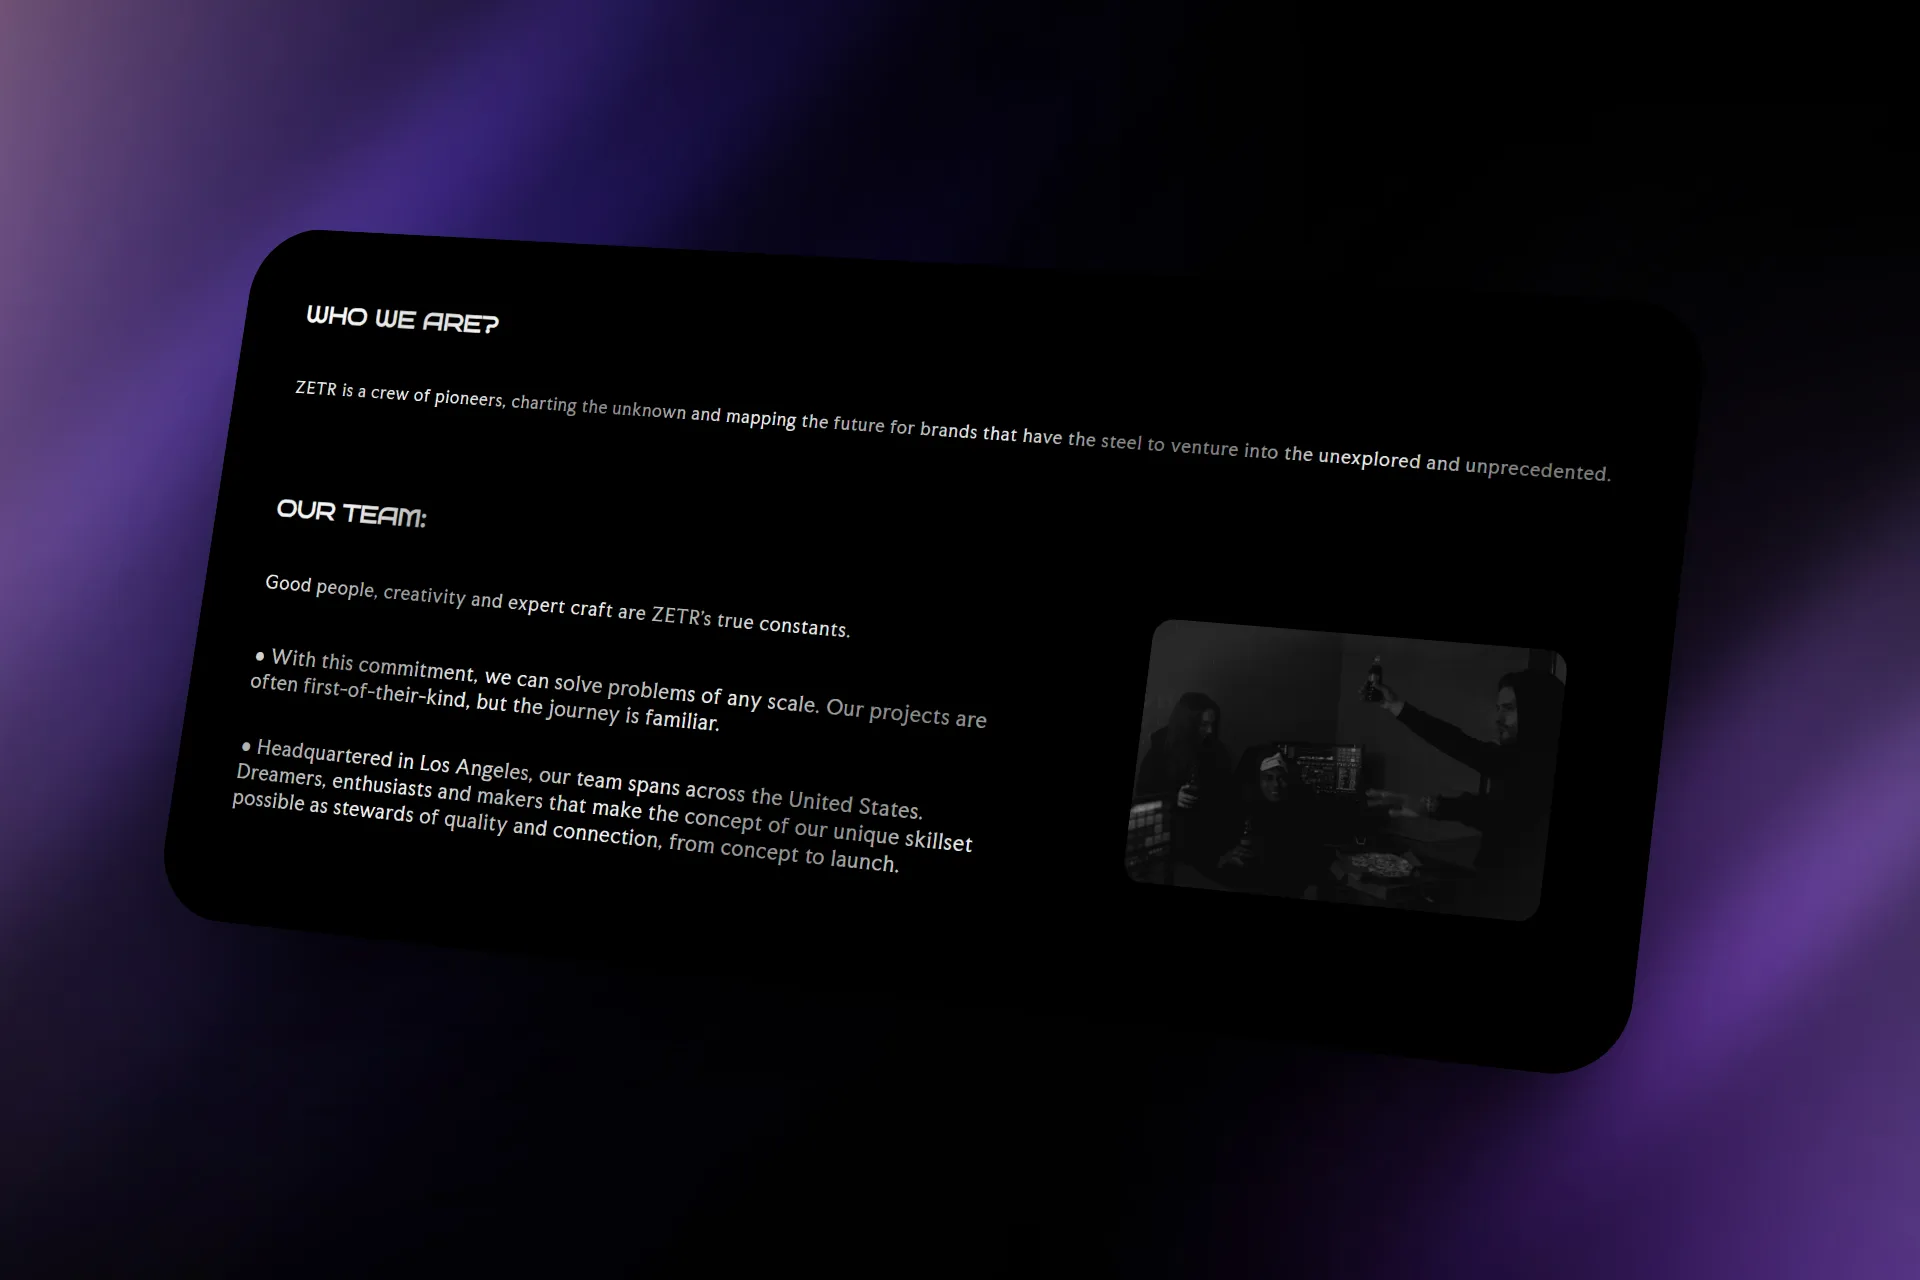 WHO WE ARE?
ZETR is a crew of pioneers, charting the unknown and mapping the future for brands that have the steel to venture into the unexplored and unprecedented.
OUR TEAM:
Good people, creativity and expert craft are ZETR's true constants.
• With this commitment, we can solve problems of any scale. Our projects are
often first-of-their-kind, but the journey is familiar.
• Headquartered in Los Angeles, our team spans across the United States.
Dreamers, enthusiasts and makers that make the concept of our unique skillset
possible as stewards of quality and connection, from concept to launch.